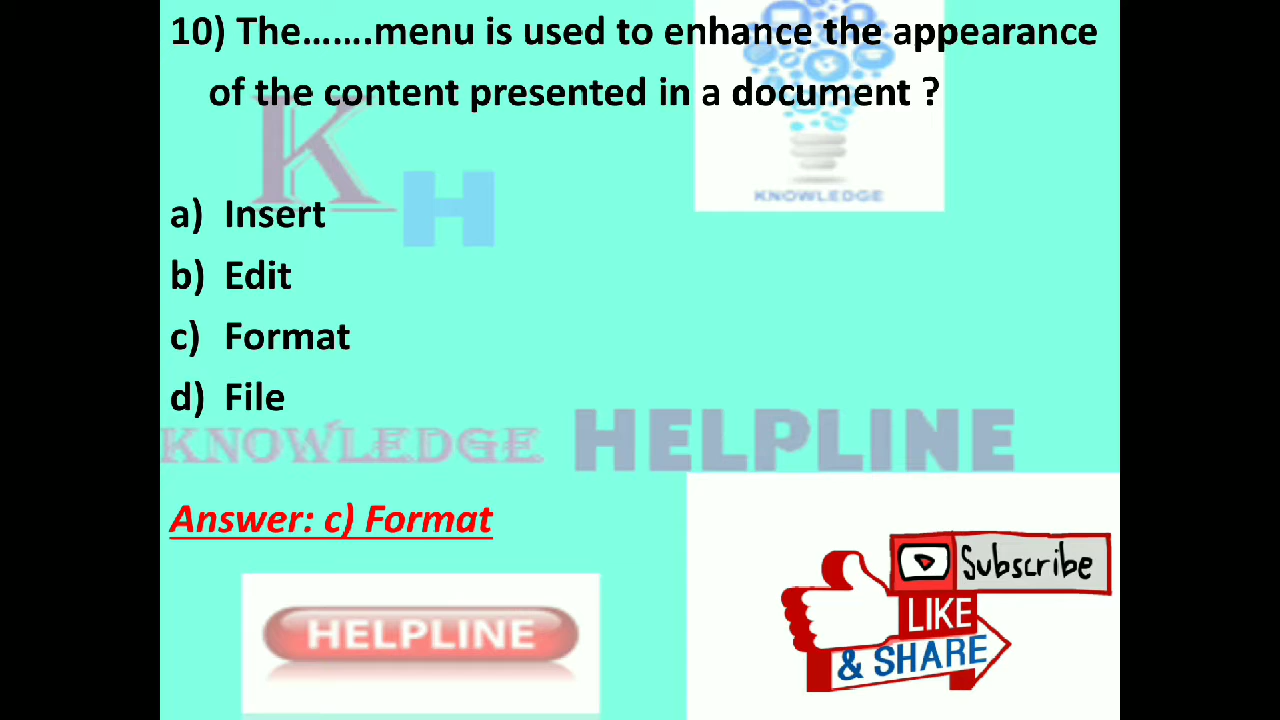 10) The.......menu is used to enhance the appearance
of the content presented in a document ?
KNOWLEDGE
K H
a) Insert
b) Edit
c) Format
d) File
KNOWLEDGE HELPLINE
Answer: c) Format
Subscribe
LIKE
& SHARE
HELPLINE